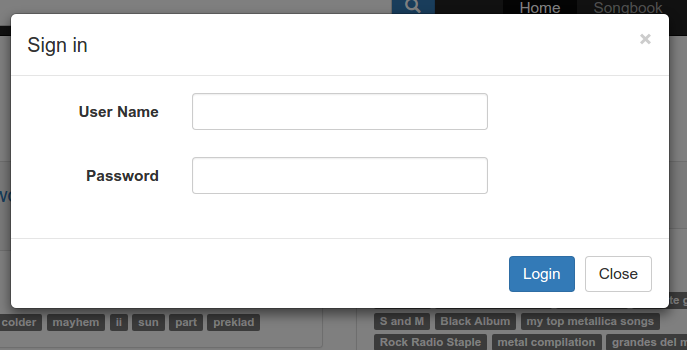 Home Songbook
Sign in ×
User Name
Password
Login Close
colder mayhem ii sun part preklad
S and M Black Album my top metallica songs
Rock Radio Staple metal compilation grandes del m